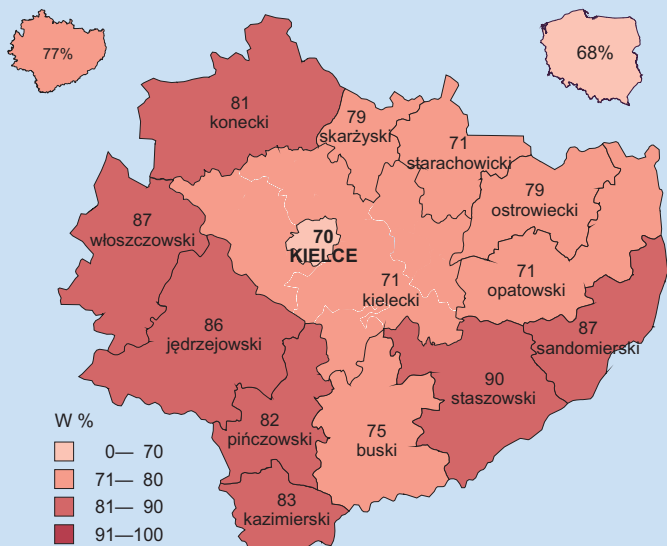 77%
68%
81
konecki
79
skarżyski
71
starachowicki
79
ostrowiecki
87
włoszczowski
70
KIELCE
71
kielecki
71
opatowski
86
jędrzejowski
87
sandomierski
90
staszowski
82
pińczowski
75
buski
83
kazimierski
W %
0— 70
71— 80
81— 90
91—100